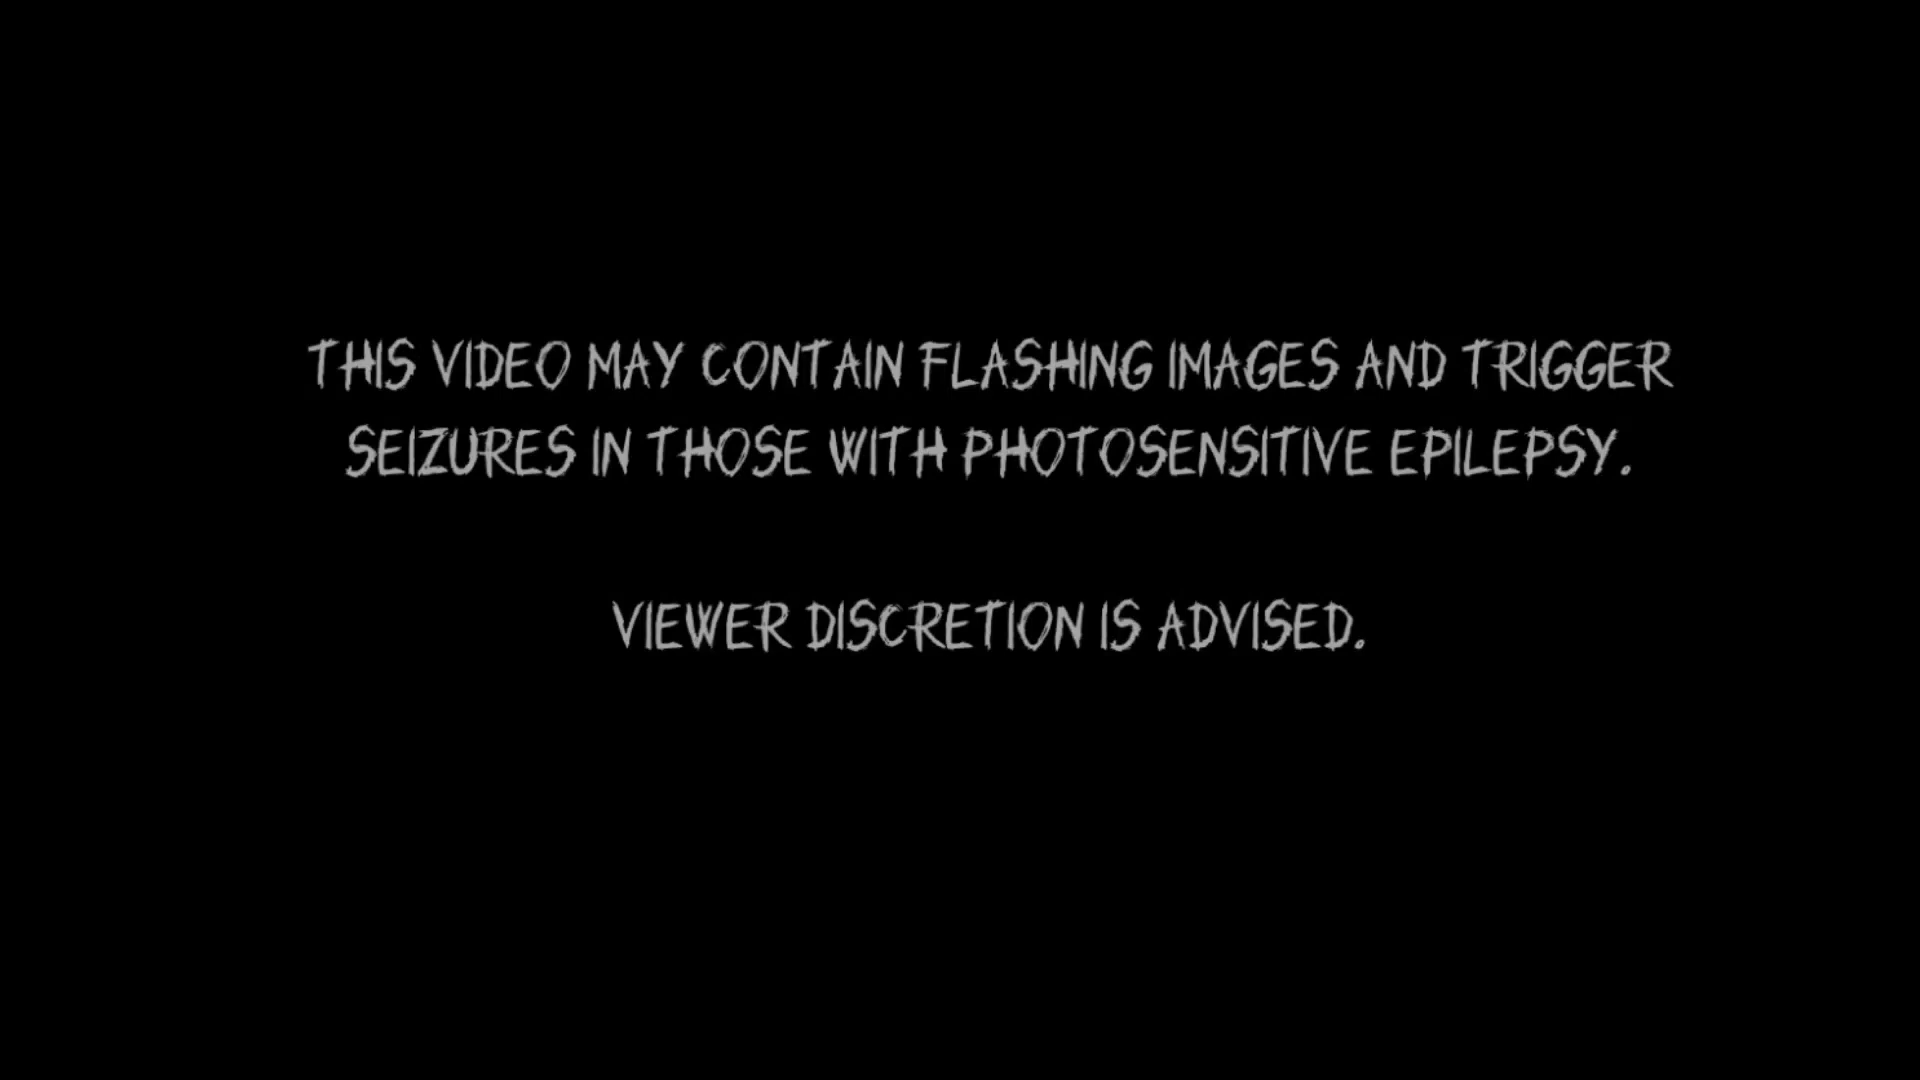 THIS VIDEO MAY CONTAIN FLASHING IMAGES AND TRIGGER
SEIZURES IN THOSE WITH PHOTOSENSITIVE EPILEPSY.
VIEWER DISCRETION IS ADVISED.